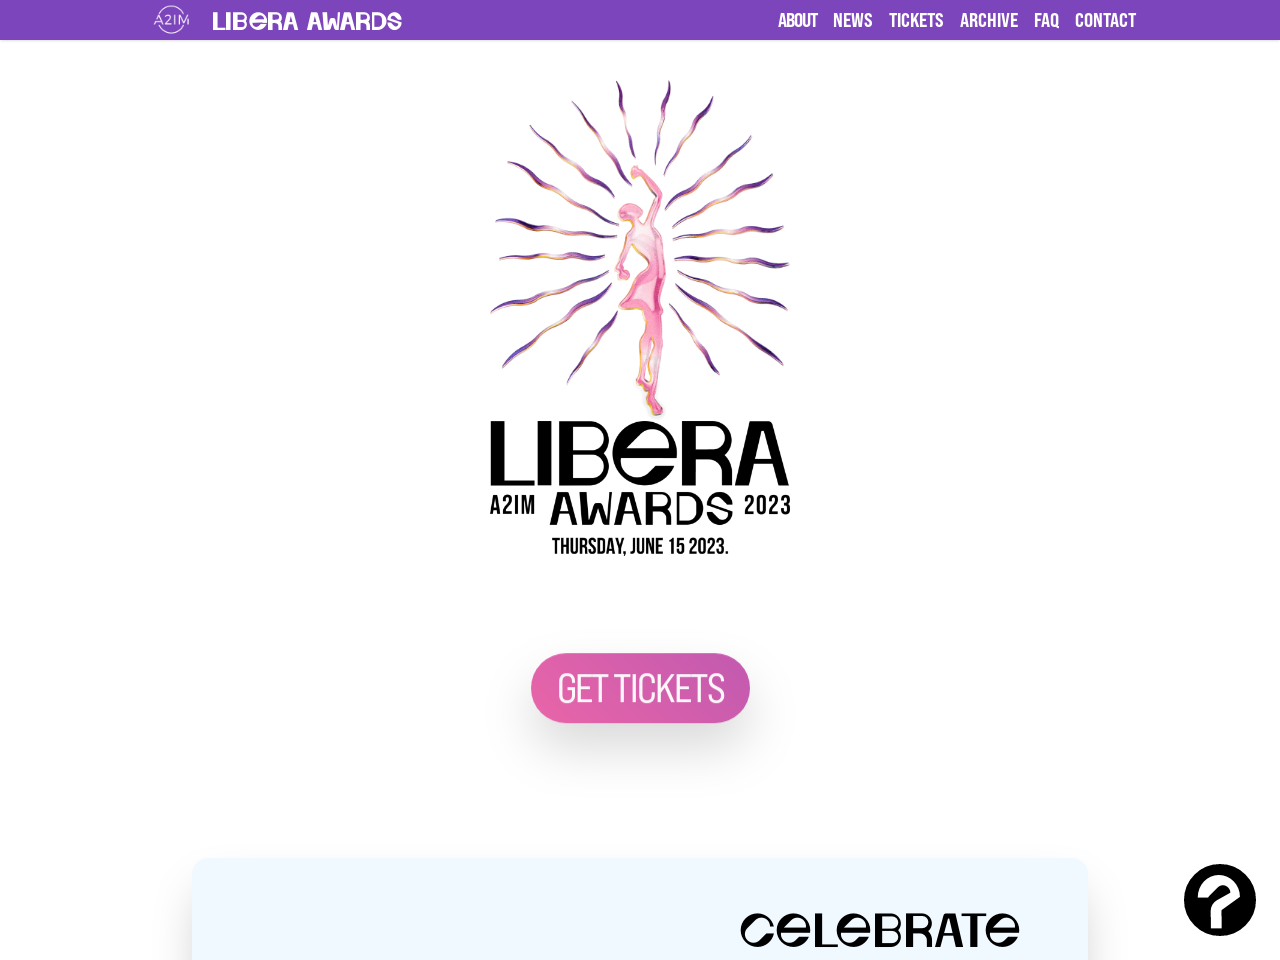 A2IM
LIBERA AWARDS
ABOUT NEWS TICKETS ARCHIVE FAQ CONTACT
LIBERA
A2IM AWARDS 2023
THURSDAY, JUNE 15 2023.
GET TICKETS
CELEBRATE
?